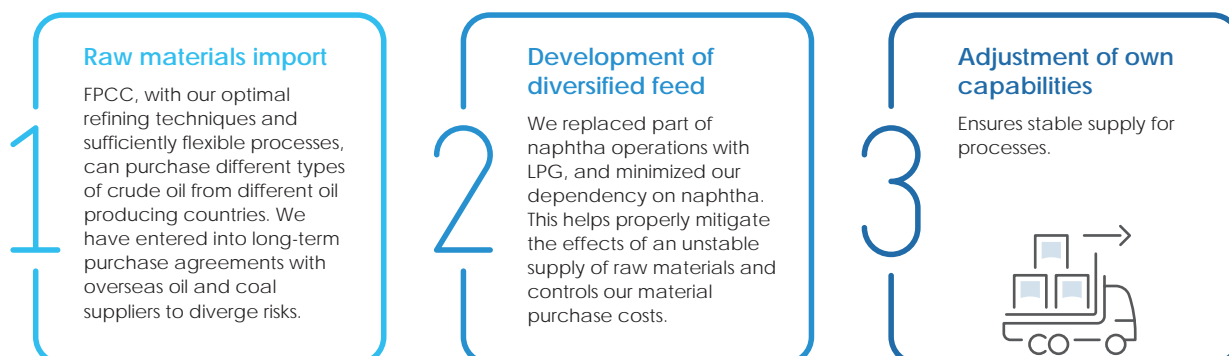 1
Raw materials import
FPCC, with our optimal
refining techniques and
sufficiently flexible processes,
can purchase different types
of crude oil from different oil
producing countries. We
have entered into long-term
purchase agreements with
overseas oil and coal
suppliers to diverge risks.
2
Development of
diversified feed
We replaced part of
naphtha operations with
LPG, and minimized our
dependency on naphtha.
This helps properly mitigate
the effects of an unstable
supply of raw materials and
controls our material
purchase costs.
3
Adjustment of own
capabilities
Ensures stable supply for
processes.